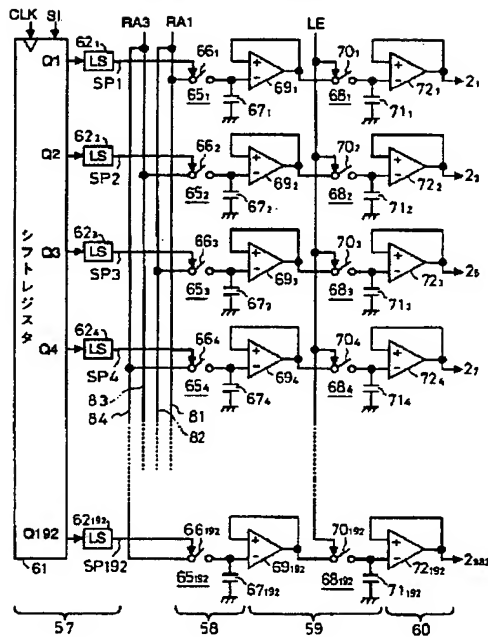 CLK SI RA3 RA1 LE
Q1 62₁ LS SP1 66₁ 65₁ 67₁ + − 69₁ 70₁ 68₁ 71₁ + − 72₁ 2₁
Q2 62₂ LS SP2 66₂ 65₂ 67₂ + − 69₂ 70₂ 68₂ 71₂ + − 72₂ 2₃
Q3 62₃ LS SP3 66₃ 65₃ 67₃ + − 69₃ 70₃ 68₃ 71₃ + − 72₃ 2₅
シフトレジスタ
Q4 62₄ LS SP4 66₄ 65₄ 67₄ + − 69₄ 70₄ 68₄ 71₄ + − 72₄ 2₇
83 81
84 82
Q192 62₁₉₂ LS SP192 66₁₉₂ 65₁₉₂ 67₁₉₂ + − 69₁₉₂ 70₁₉₂ 68₁₉₂ 71₁₉₂ + − 72₁₉₂
61
57 58 59 60